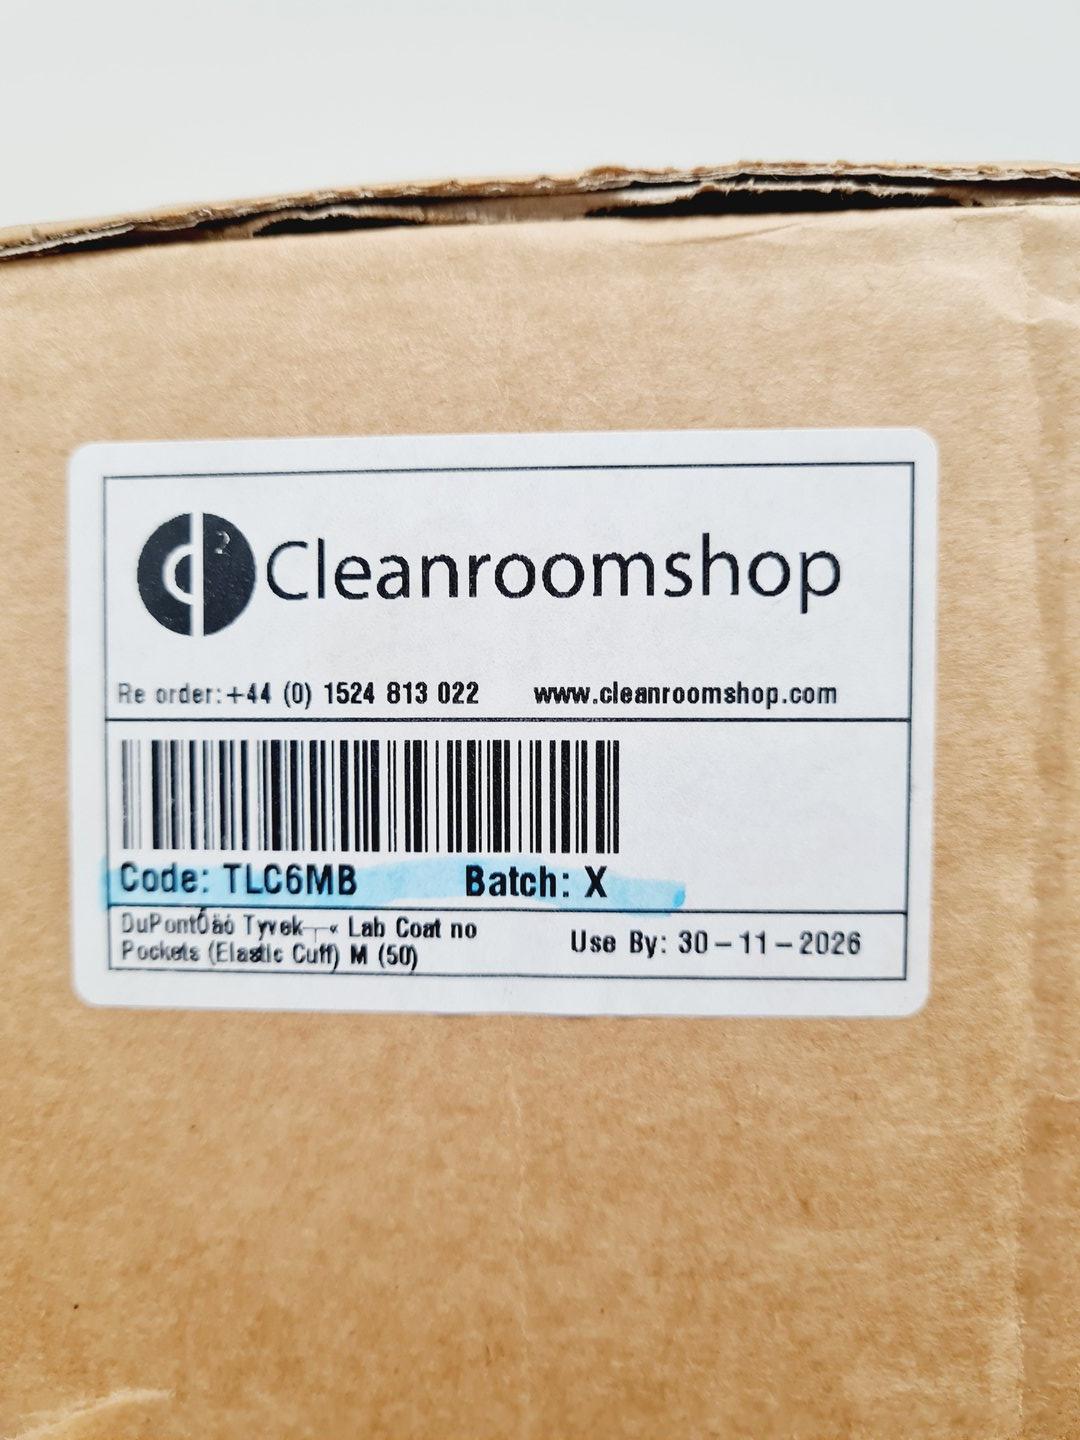 Cleanroomshop
Re order:+44 (0) 1524 813 022 www.cleanroomshop.com
Code: TLC6MB Batch: X
DuPontÔäó Tyvek┬« Lab Coat no
Pockets (Elastic Cuff) M (50)
Use By: 30-11-2026